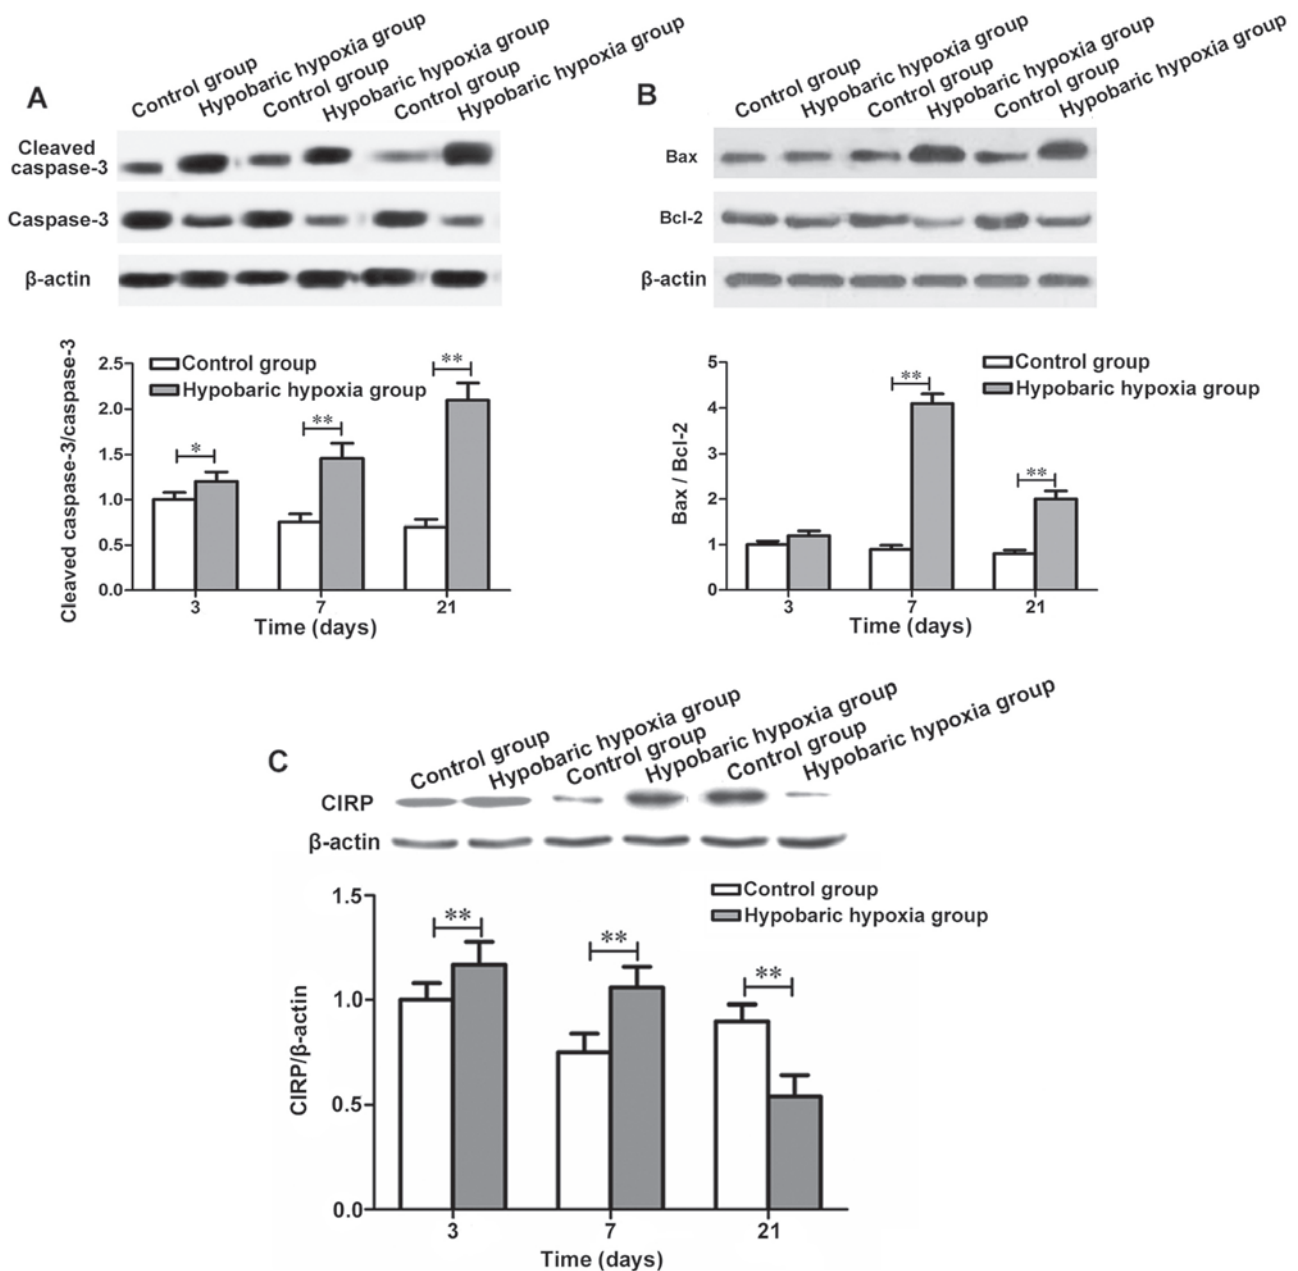 A
Control group
Hypobaric hypoxia group
Control group
Hypobaric hypoxia group
Control group
Hypobaric hypoxia group
Cleaved
caspase-3
Caspase-3
β-actin
Cleaved caspase-3/caspase-3
2.5
2.0
1.5
1.0
0.5
0.0
Control group
Hypobaric hypoxia group
*
**
**
3
7
21
Time (days)
B
Control group
Hypobaric hypoxia group
Control group
Hypobaric hypoxia group
Control group
Hypobaric hypoxia group
Bax
Bcl-2
β-actin
Bax / Bcl-2
5
4
3
2
1
0
Control group
Hypobaric hypoxia group
**
**
3
7
21
Time (days)
C
Control group
Hypobaric hypoxia group
Control group
Hypobaric hypoxia group
Control group
Hypobaric hypoxia group
CIRP
β-actin
CIRP/β-actin
1.5
1.0
0.5
0.0
Control group
Hypobaric hypoxia group
**
**
**
3
7
21
Time (days)